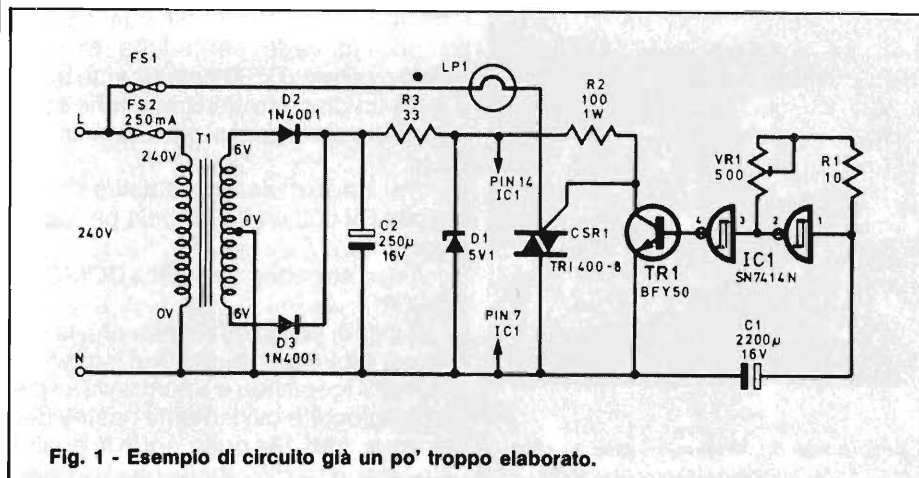 FS1
LP1
FS2
250mA
L
T1
240V
6V
0V
240V
0V
6V
N
D2
1N4001
D3
1N4001
C2
250µ
16V
R3
33
D1
5V1
PIN 14
IC1
PIN 7
IC1
R2
100
1W
CSR1
TRI 400-8
TR1
BFY50
4
3
2
1
IC1
SN7414N
VR1
500
R1
10
C1
2200µ
16V
Fig. 1 - Esempio di circuito già un po' troppo elaborato.